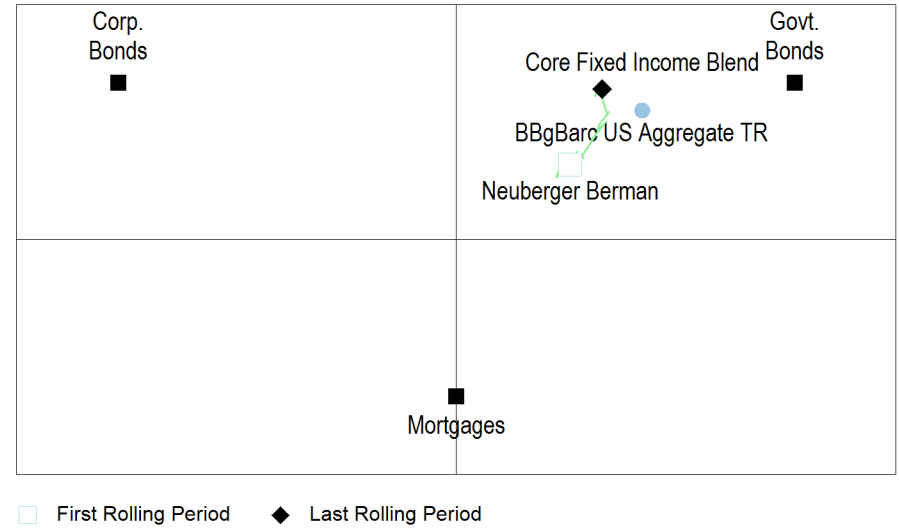 Corp.
Bonds
Govt.
Bonds
Core Fixed Income Blend
BBgBarc US Aggregate TR
Neuberger Berman
Mortgages
First Rolling Period
Last Rolling Period